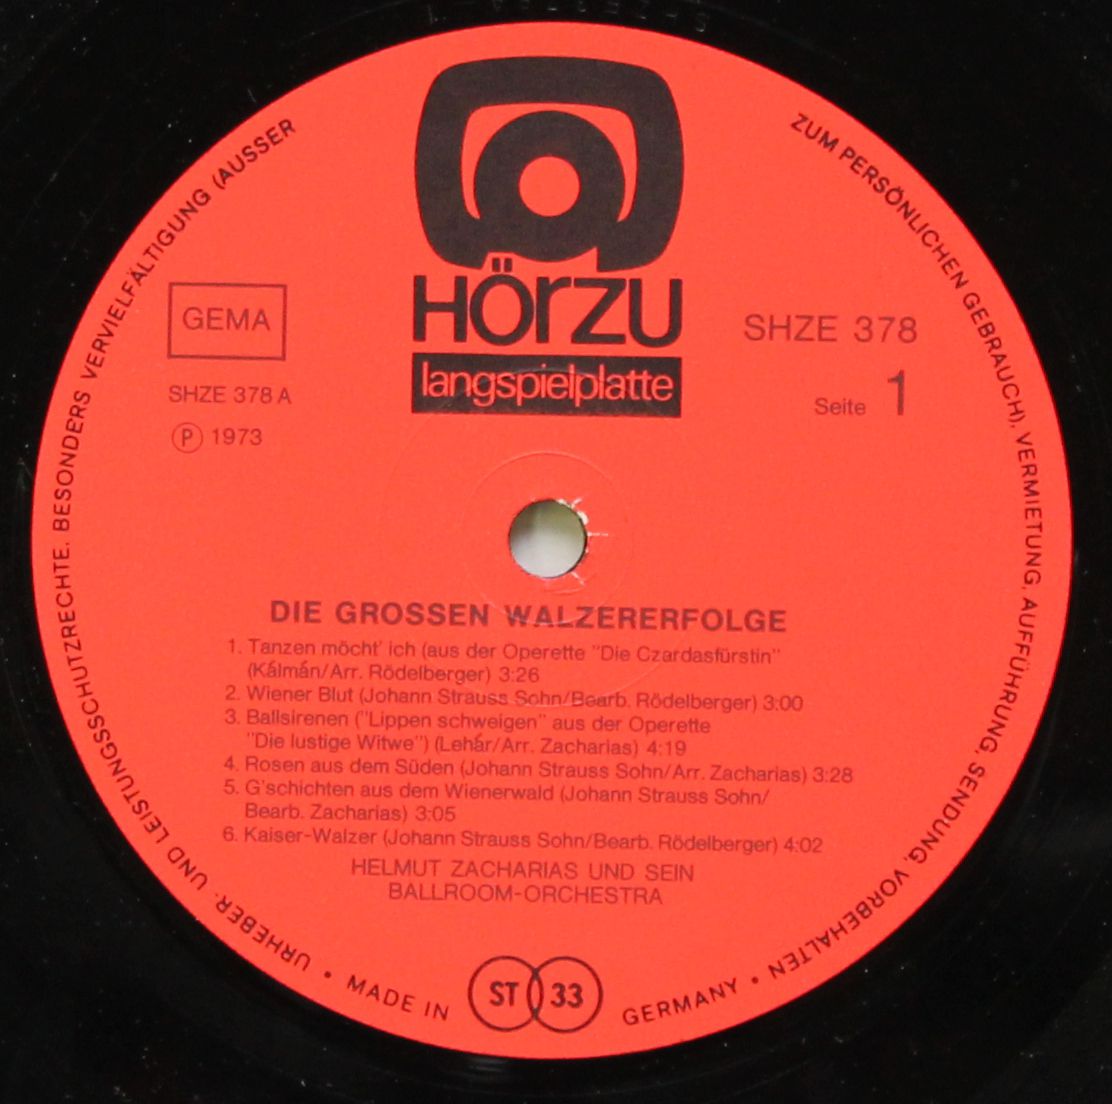 HÖrZU
langspielplatte
GEMA
SHZE 378 A
Ⓟ 1973
SHZE 378
Seite 1
DIE GROSSEN WALZERERFOLGE
1. Tanzen möcht' ich (aus der Operette "Die Czardasfürstin"
(Kálmán/Arr. Rödelberger) 3:26
2. Wiener Blut (Johann Strauss Sohn/Bearb. Rödelberger) 3:00
3. Ballsirenen ("Lippen schweigen" aus der Operette
"Die lustige Witwe") (Lehár/Arr. Zacharias) 4:19
4. Rosen aus dem Süden (Johann Strauss Sohn/Arr. Zacharias) 3:28
5. G'schichten aus dem Wienerwald (Johann Strauss Sohn/
Bearb. Zacharias) 3:05
6. Kaiser-Walzer (Johann Strauss Sohn/Bearb. Rödelberger) 4:02
HELMUT ZACHARIAS UND SEIN
BALLROOM-ORCHESTRA
ST 33
MADE IN GERMANY
• URHEBER- UND LEISTUNGSSCHUTZRECHTE. BESONDERS VERVIELFÄLTIGUNG (AUSSER
ZUM PERSÖNLICHEN GEBRAUCH), VERMIETUNG, AUFFÜHRUNG, SENDUNG, VORBEHALTEN •